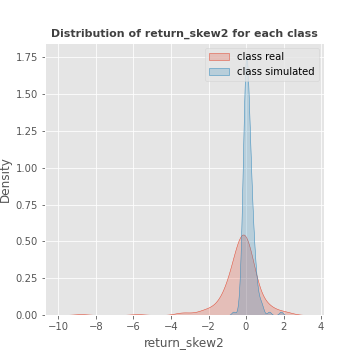 Distribution of return_skew2 for each class
class real
class simulated
Density
1.75
1.50
1.25
1.00
0.75
0.50
0.25
0.00
−10 −8 −6 −4 −2 0 2 4
return_skew2